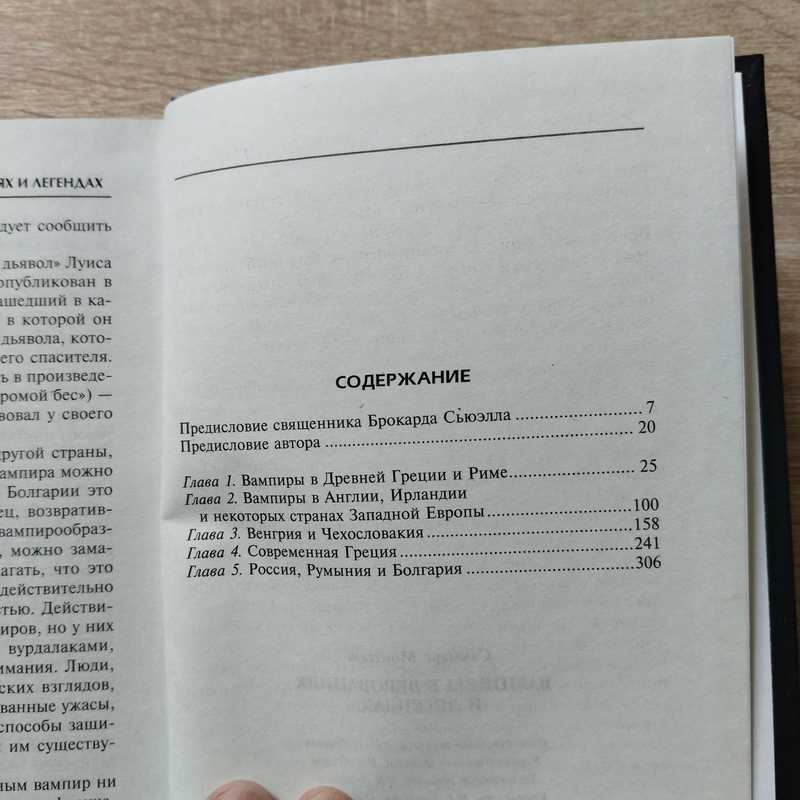 ЯХ И ЛЕГЕНДАХ
дует сообщить
дьявол» Луиса
опубликован в
ашедший в ка-
в которой он
дьявола, кото-
его спасителя.
ь в произведе-
ромой бес») —
вовал у своего
другой страны,
вампира можно
Болгарии это
ец, возвратив-
вампирообраз-
, можно зама-
агать, что это
действительно
стью. Действи-
иров, но у них
вурдалаками,
имания. Люди,
ских взглядов,
ванные ужасы,
способы защи-
им существу-
ным вампир ни
СОДЕРЖАНИЕ
Предисловие священника Брокарда Сьюэлла ........ 7
Предисловие автора ........ 20
Глава 1. Вампиры в Древней Греции и Риме ........ 25
Глава 2. Вампиры в Англии, Ирландии
и некоторых странах Западной Европы ........ 100
Глава 3. Венгрия и Чехословакия ........ 158
Глава 4. Современная Греция ........ 241
Глава 5. Россия, Румыния и Болгария ........ 306